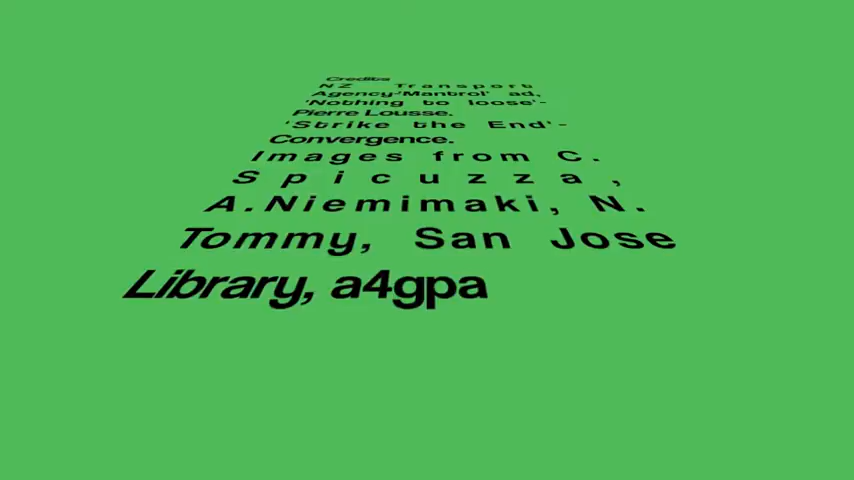 Credits
NZ Transport
Agency-'Mantrol' ad,
'Nothing to loose'-
Pierre Lousse.
'Strike the End'-
Convergence.
Images from C.
Spicuzza,
A.Niemimaki, N.
Tommy, San Jose
Library, a4gpa